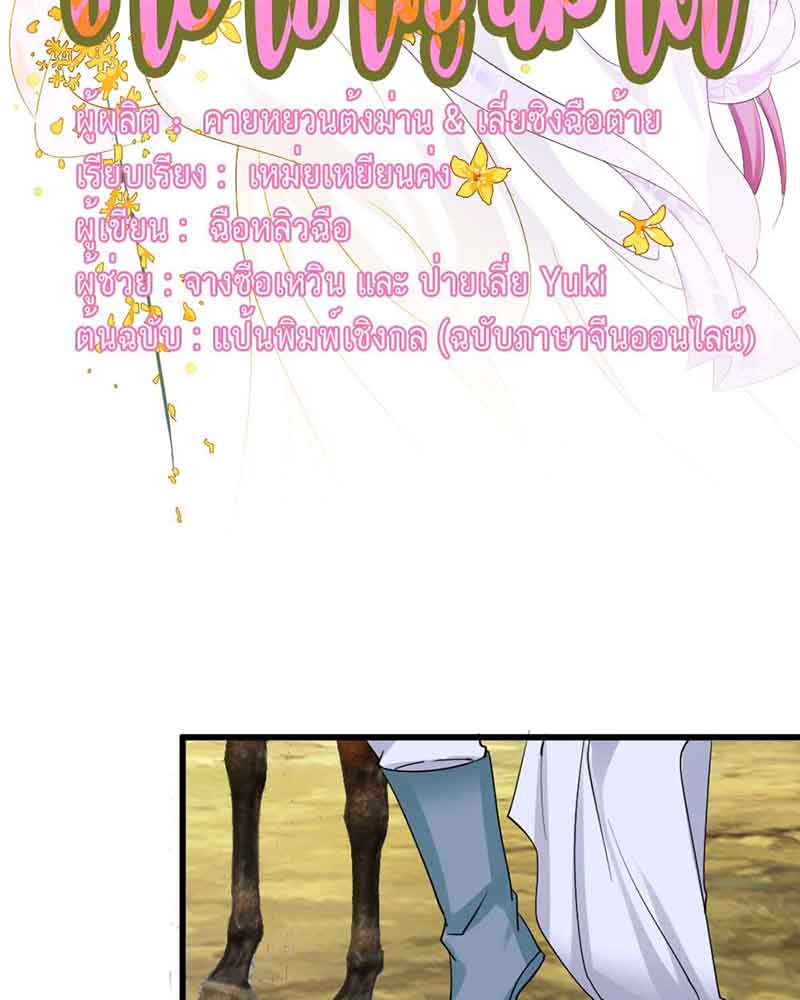 ผู้ผลิต : คายหยวนต้งม่าน & เลี่ยซิงฉือต้าย
เรียบเรียง : เหม่ยเหยียนค่ง
ผู้เขียน : ฉือหลิวฉือ
ผู้ช่วย : จางซือเหวิน และ ป่ายเลี่ย Yuki
ต้นฉบับ : แป้นพิมพ์เชิงกล (ฉบับภาษาจีนออนไลน์)